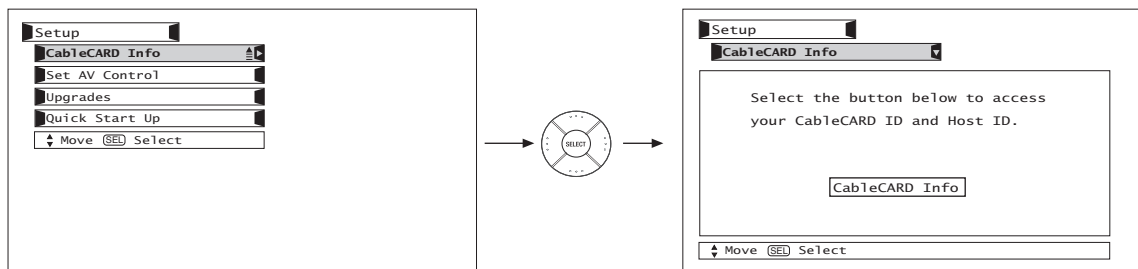 Setup
CableCARD Info
Set AV Control
Upgrades
Quick Start Up
Move SEL Select
SELECT
Setup
CableCARD Info
Select the button below to access
your CableCARD ID and Host ID.
CableCARD Info
Move SEL Select